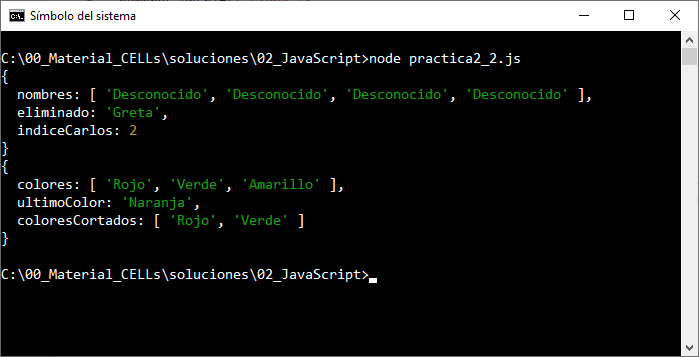 Símbolo del sistema
C:\00_Material_CELLs\soluciones\02_JavaScript>node practica2_2.js
{
  nombres: [ 'Desconocido', 'Desconocido', 'Desconocido', 'Desconocido' ],
  eliminado: 'Greta',
  indiceCarlos: 2
}
{
  colores: [ 'Rojo', 'Verde', 'Amarillo' ],
  ultimoColor: 'Naranja',
  coloresCortados: [ 'Rojo', 'Verde' ]
}
C:\00_Material_CELLs\soluciones\02_JavaScript>